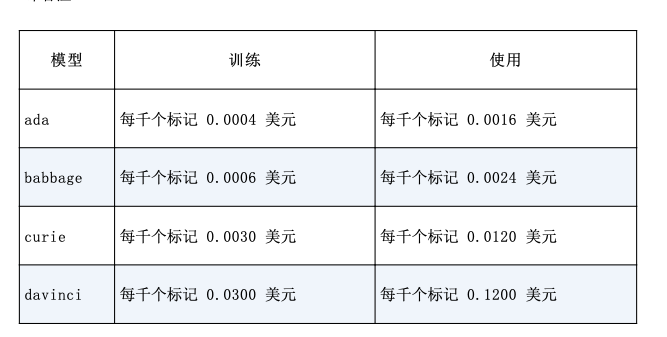 模型 训练 使用
ada 每千个标记 0.0004 美元 每千个标记 0.0016 美元
babbage 每千个标记 0.0006 美元 每千个标记 0.0024 美元
curie 每千个标记 0.0030 美元 每千个标记 0.0120 美元
davinci 每千个标记 0.0300 美元 每千个标记 0.1200 美元